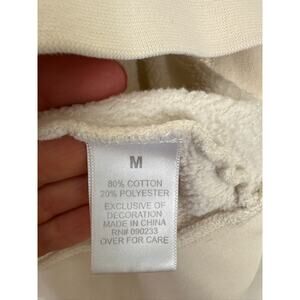 M
80% COTTON
20% POLYESTER
EXCLUSIVE OF
DECORATION
MADE IN CHINA
RN# 090233
OVER FOR CARE